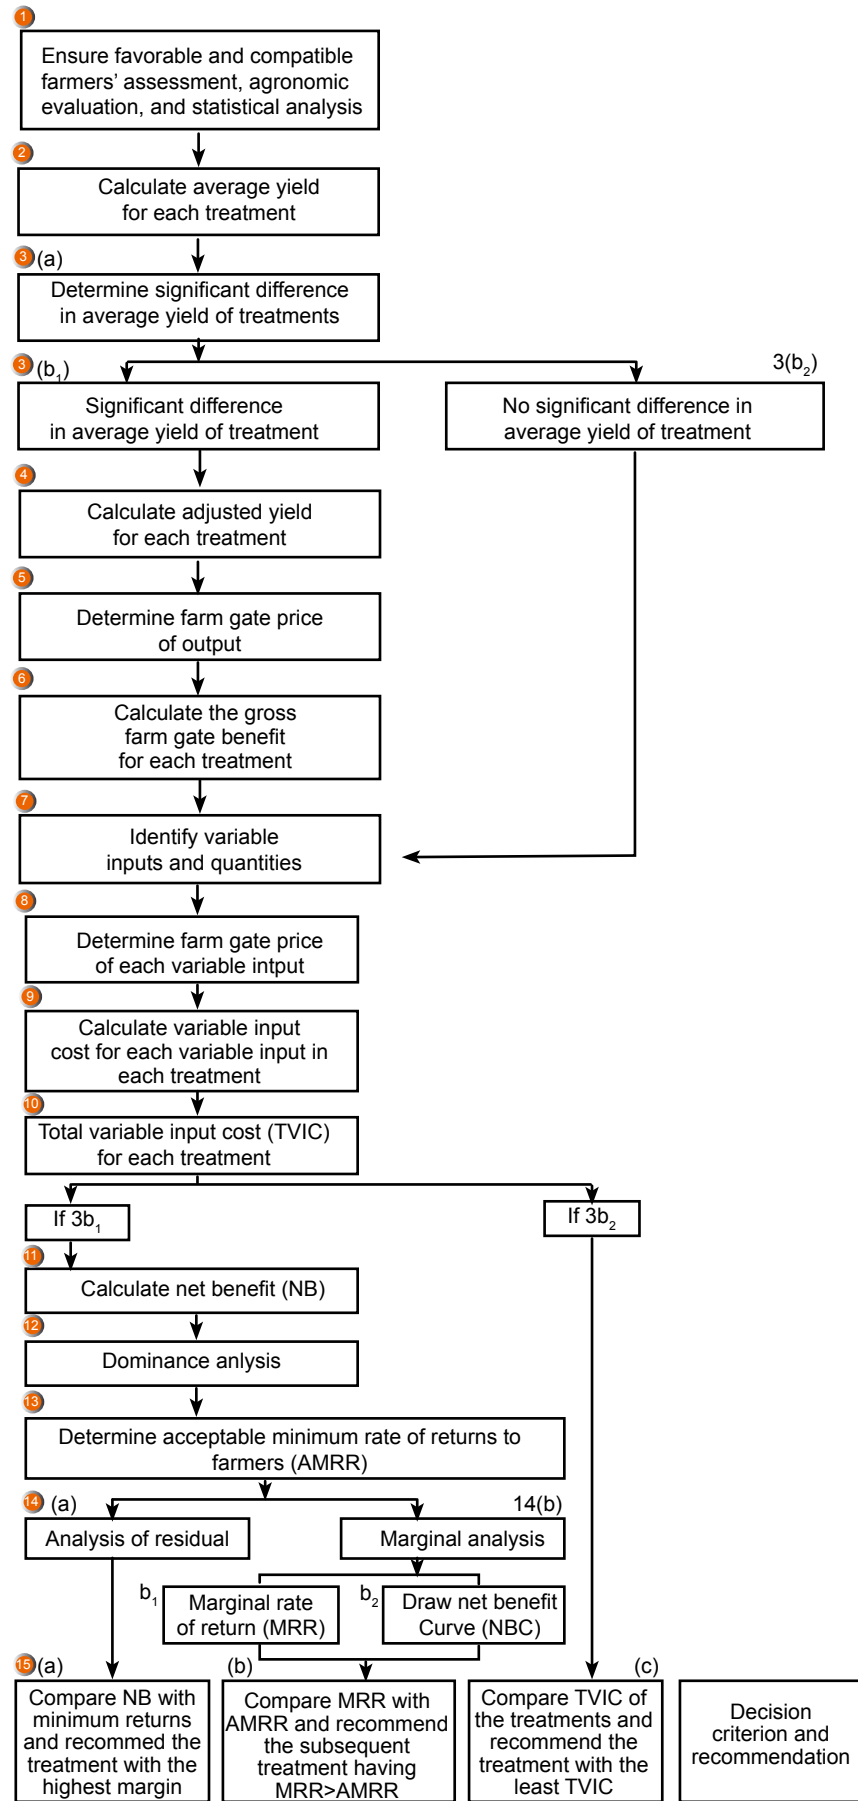 1
Ensure favorable and compatible
farmers' assessment, agronomic
evaluation, and statistical analysis
2
Calculate average yield
for each treatment
3 (a)
Determine significant difference
in average yield of treatments
3 (b1)
Significant difference
in average yield of treatment
3(b2)
No significant difference in
average yield of treatment
4
Calculate adjusted yield
for each treatment
5
Determine farm gate price
of output
6
Calculate the gross
farm gate benefit
for each treatment
7
Identify variable
inputs and quantities
8
Determine farm gate price
of each variable intput
9
Calculate variable input
cost for each variable input in
each treatment
10
Total variable input cost (TVIC)
for each treatment
If 3b1
If 3b2
11
Calculate net benefit (NB)
12
Dominance anlysis
13
Determine acceptable minimum rate of returns to
farmers (AMRR)
14 (a)
Analysis of residual
14(b)
Marginal analysis
b1
Marginal rate
of return (MRR)
b2
Draw net benefit
Curve (NBC)
15 (a)
Compare NB with
minimum returns
and recommed the
treatment with the
highest margin
(b)
Compare MRR with
AMRR and recommend
the subsequent
treatment having
MRR>AMRR
(c)
Compare TVIC of
the treatments and
recommend the
treatment with the
least TVIC
Decision
criterion and
recommendation